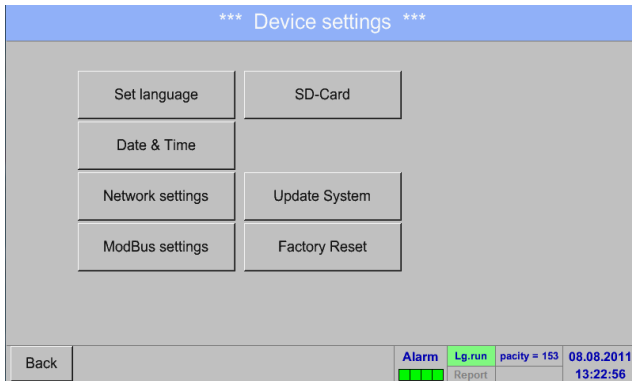 *** Device settings ***
Set language SD-Card
Date & Time
Network settings Update System
ModBus settings Factory Reset
Back
Alarm Lg.run pacity = 153 08.08.2011
Report 13:22:56